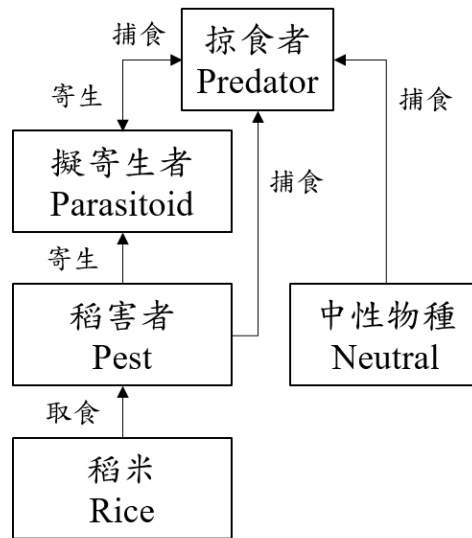 捕食
掠食者
Predator
寄生
捕食
擬寄生者
Parasitoid
捕食
寄生
稻害者
Pest
中性物種
Neutral
取食
稻米
Rice